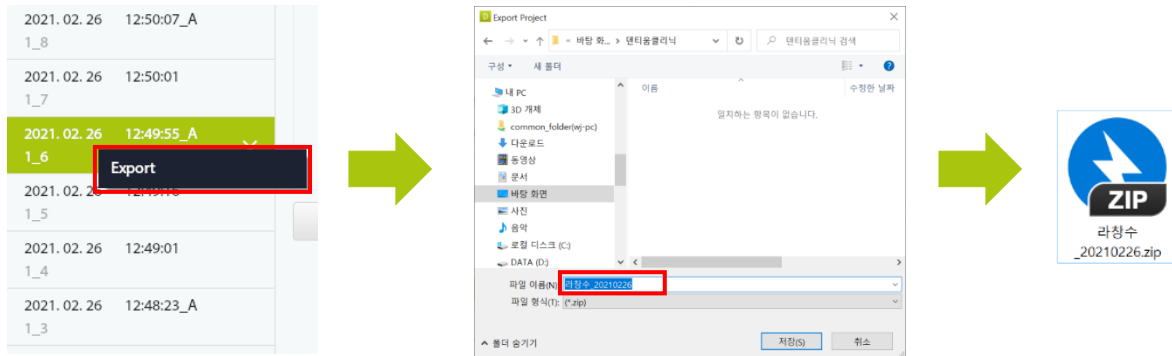 2021. 02. 26 12:50:07_A
1_8
2021. 02. 26 12:50:01
1_7
2021. 02. 26 12:49:55_A
1_6
Export
2021. 02. 26
1_5
2021. 02. 26 12:49:01
1_4
2021. 02. 26 12:48:23_A
1_3
Export Project
« 바탕 화... › 덴티움클리닉
덴티움클리닉 검색
구성
새 폴더
이름
수정한 날짜
일치하는 항목이 없습니다.
내 PC
3D 개체
common_folder(wj-pc)
다운로드
동영상
문서
바탕 화면
사진
음악
로컬 디스크 (C:)
DATA (D:)
파일 이름(N): 라창수_20210226
파일 형식(T): (*.zip)
폴더 숨기기
저장(S)
취소
ZIP
라창수
_20210226.zip